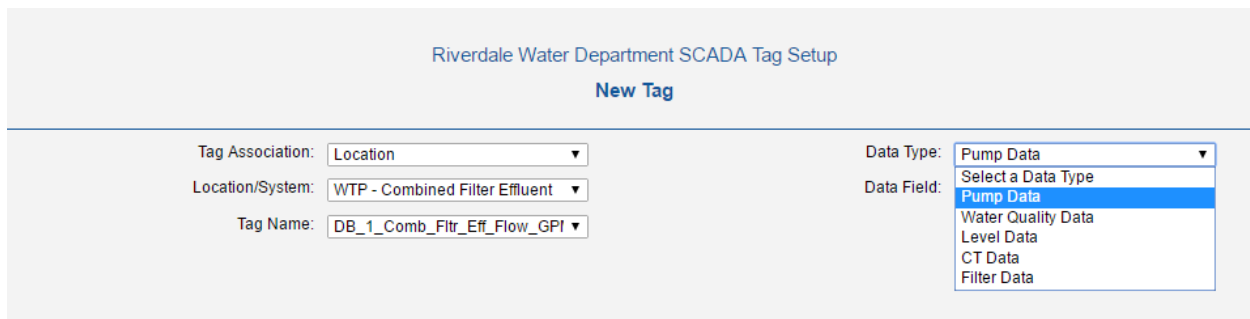 Riverdale Water Department SCADA Tag Setup
New Tag
Tag Association: Location
Location/System: WTP - Combined Filter Effluent
Tag Name: DB_1_Comb_Fltr_Eff_Flow_GP
Data Type: Pump Data
Data Field:
Select a Data Type
Pump Data
Water Quality Data
Level Data
CT Data
Filter Data